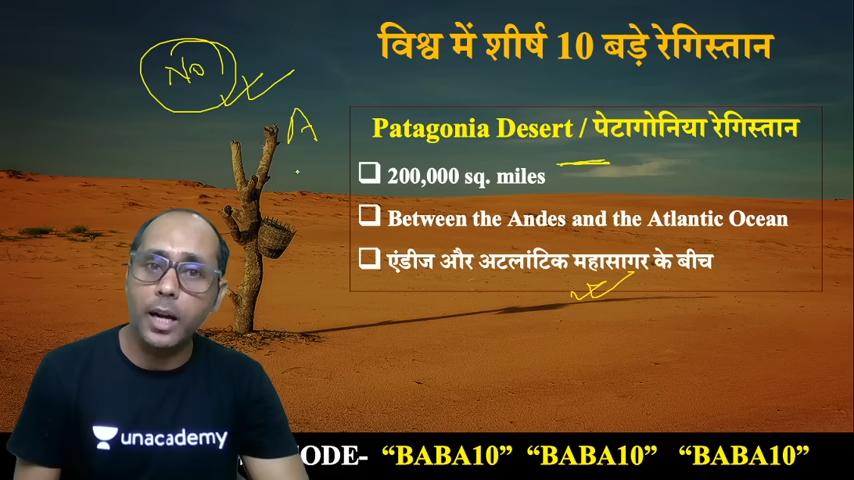 विश्व में शीर्ष 10 बड़े रेगिस्तान
No
A
Patagonia Desert / पेटागोनिया रेगिस्तान
200,000 sq. miles
Between the Andes and the Atlantic Ocean
एंडीज और अटलांटिक महासागर के बीच
unacademy
ODE- “BABA10” “BABA10” “BABA10”